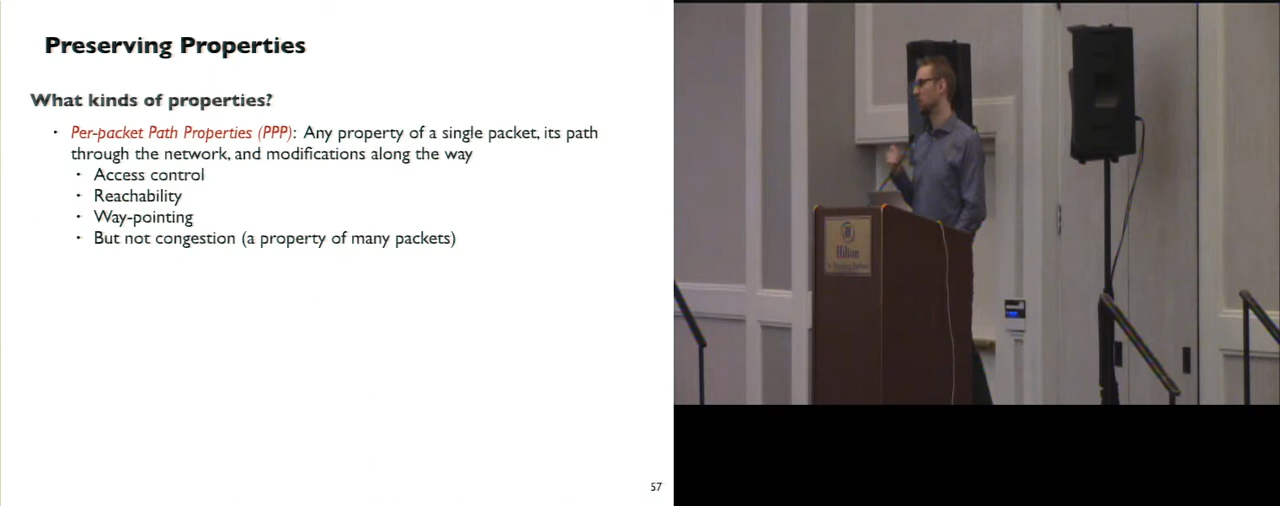 Preserving Properties
What kinds of properties?
• Per-packet Path Properties (PPP): Any property of a single packet, its path
through the network, and modifications along the way
• Access control
• Reachability
• Way-pointing
• But not congestion (a property of many packets)
57
Hilton